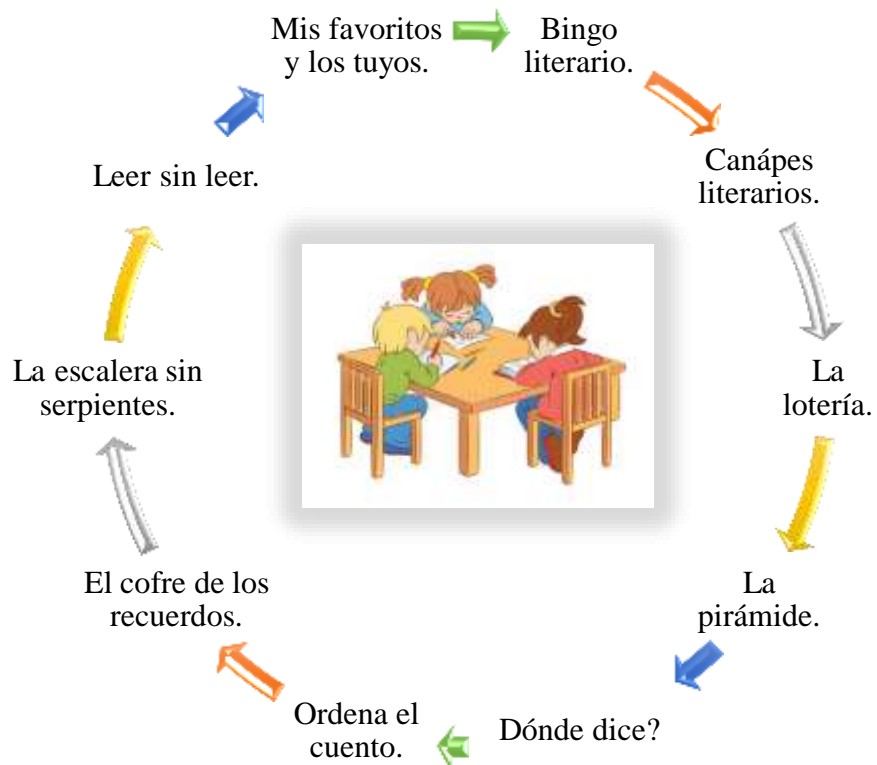 Mis favoritos
y los tuyos.
Bingo
literario.
Canápes
literarios.
La
lotería.
La
pirámide.
Dónde dice?
Ordena el
cuento.
El cofre de los
recuerdos.
La escalera sin
serpientes.
Leer sin leer.